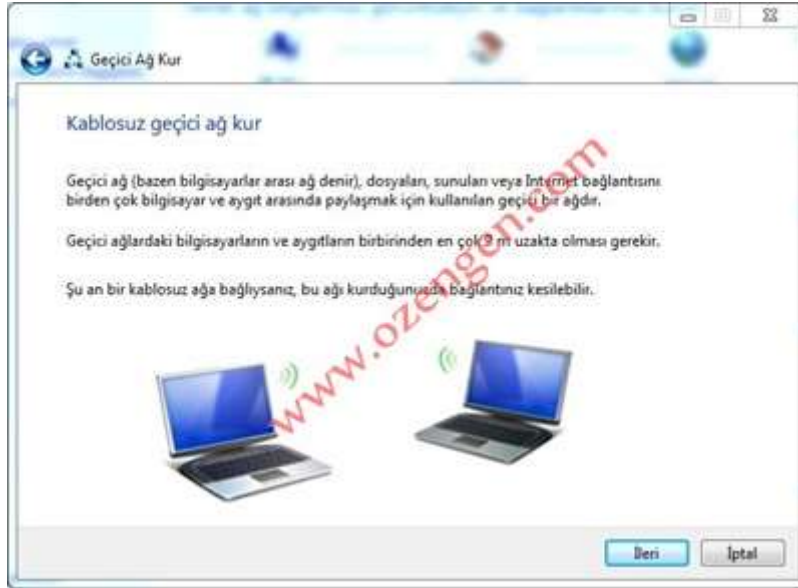 Geçici Ağ Kur
Kablosuz geçici ağ kur
Geçici ağ (bazen bilgisayarlar arası ağ denir), dosyaları, sunuları veya Internet bağlantısını
birden çok bilgisayar ve aygıt arasında paylaşmak için kullanılan geçici bir ağdır.
Geçici ağlardaki bilgisayarların ve aygıtların birbirinden en çok 9 m uzakta olması gerekir.
Şu an bir kablosuz ağa bağlıysanız, bu ağı kurduğunuzda bağlantınız kesilebilir.
www.ozengen.com
İleri
İptal